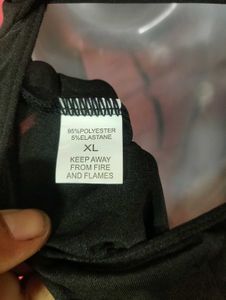 95%POLYESTER
5%ELASTANE
XL
KEEP AWAY
FROM FIRE
AND FLAMES